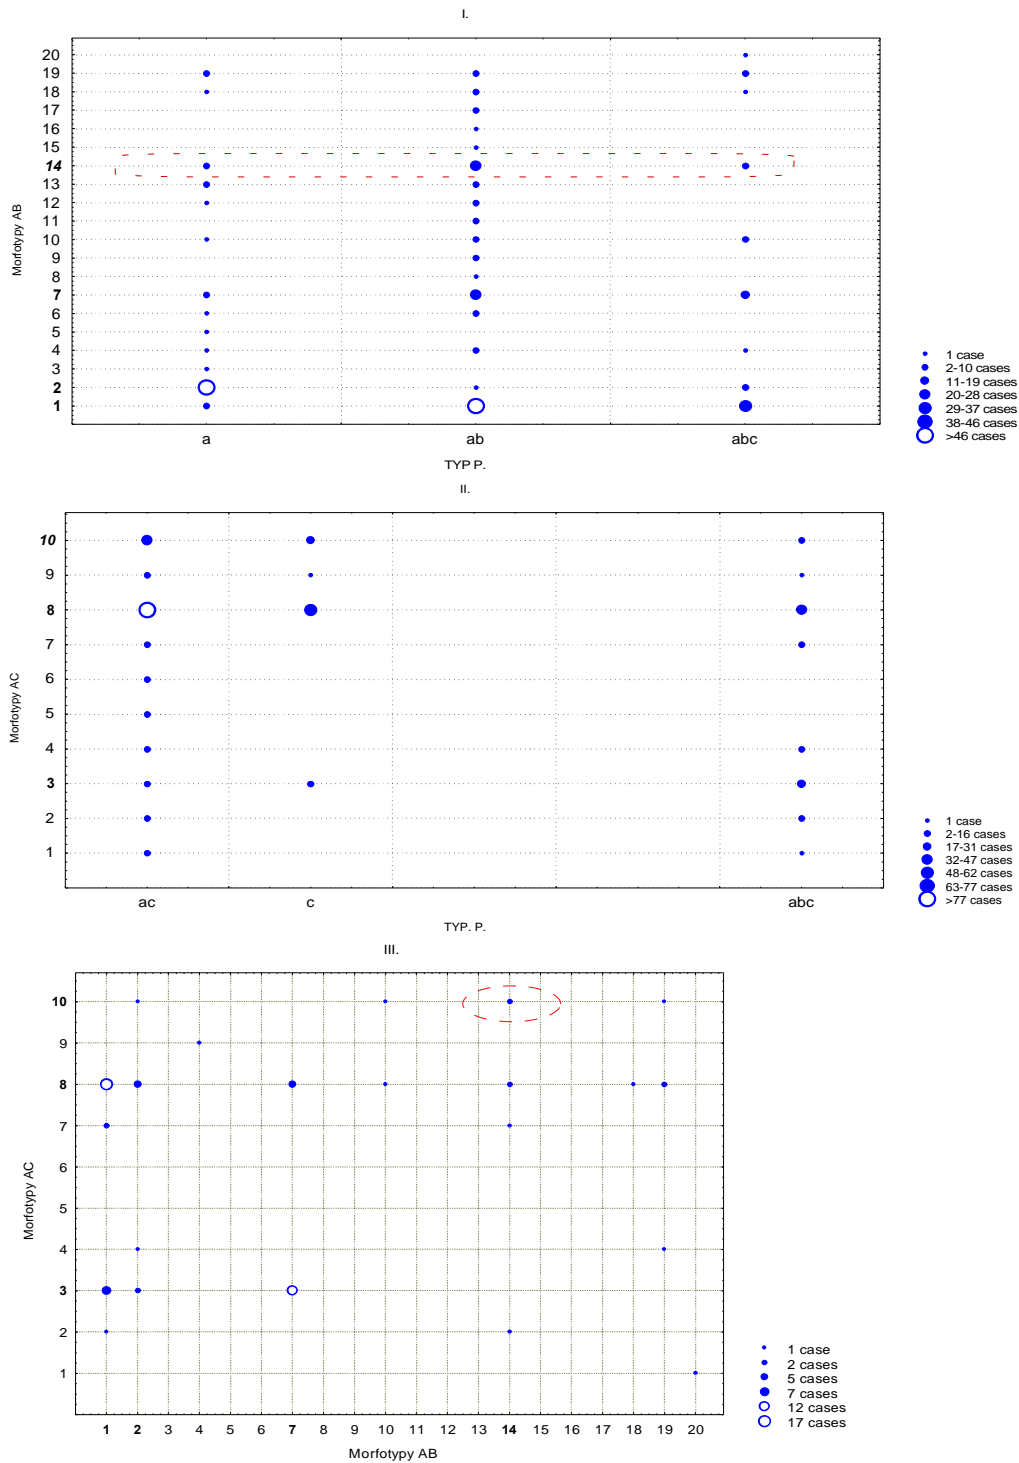 I.
20
19
18
17
16
15
14
13
12
11
10
9
8
7
6
5
4
3
2
1
Morfotypy AB
a ab abc
TYP P.
1 case
2-10 cases
11-19 cases
20-28 cases
29-37 cases
38-46 cases
>46 cases
II.
10
9
8
7
6
5
4
3
2
1
Morfotypy AC
ac c abc
TYP. P.
1 case
2-16 cases
17-31 cases
32-47 cases
48-62 cases
63-77 cases
>77 cases
III.
10
9
8
7
6
5
4
3
2
1
Morfotypy AC
1 2 3 4 5 6 7 8 9 10 11 12 13 14 15 16 17 18 19 20
Morfotypy AB
1 case
2 cases
5 cases
7 cases
12 cases
17 cases